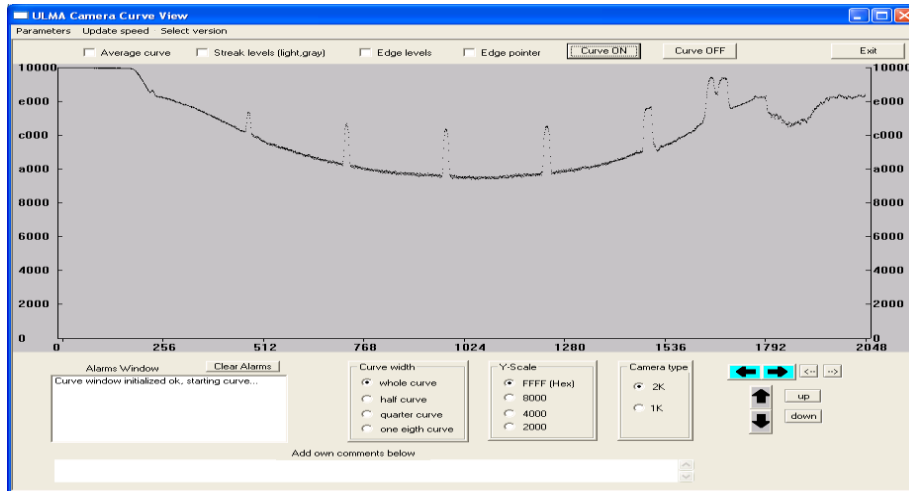 ULMA Camera Curve View
Parameters Update speed Select version
Average curve Streak levels (light,gray) Edge levels Edge pointer Curve ON Curve OFF Exit
10000 10000
e000 e000
c000 c000
a000 a000
8000 8000
6000 6000
4000 4000
2000 2000
0 0
0 256 512 768 1024 1280 1536 1792 2048
Alarms Window Clear Alarms Curve width Y-Scale Camera type
Curve window initialized ok, starting curve... whole curve FFFF (Hex) 2K <-- -->
half curve 8000 1K up
quarter curve 4000 down
one eigth curve 2000
Add own comments below